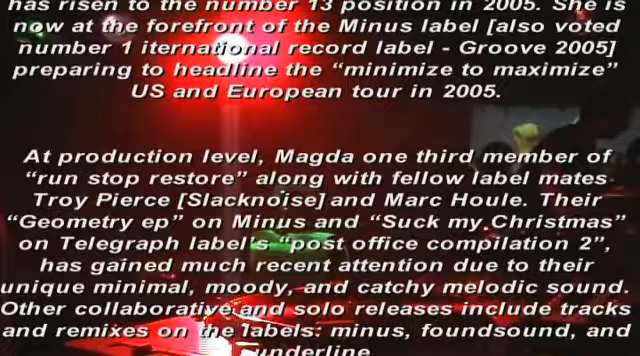 has risen to the number 13 position in 2005. She is
now at the forefront of the Minus label [also voted
number 1 iternational record label - Groove 2005]
preparing to headline the “minimize to maximize”
US and European tour in 2005.
At production level, Magda one third member of
“run stop restore” along with fellow label mates
Troy Pierce [Slacknoise] and Marc Houle. Their
“Geometry ep” on Minus and “Suck my Christmas”
on Telegraph label's “post office compilation 2”,
has gained much recent attention due to their
unique minimal, moody, and catchy melodic sound.
Other collaborative and solo releases include tracks
and remixes on the labels: minus, foundsound, and
underline